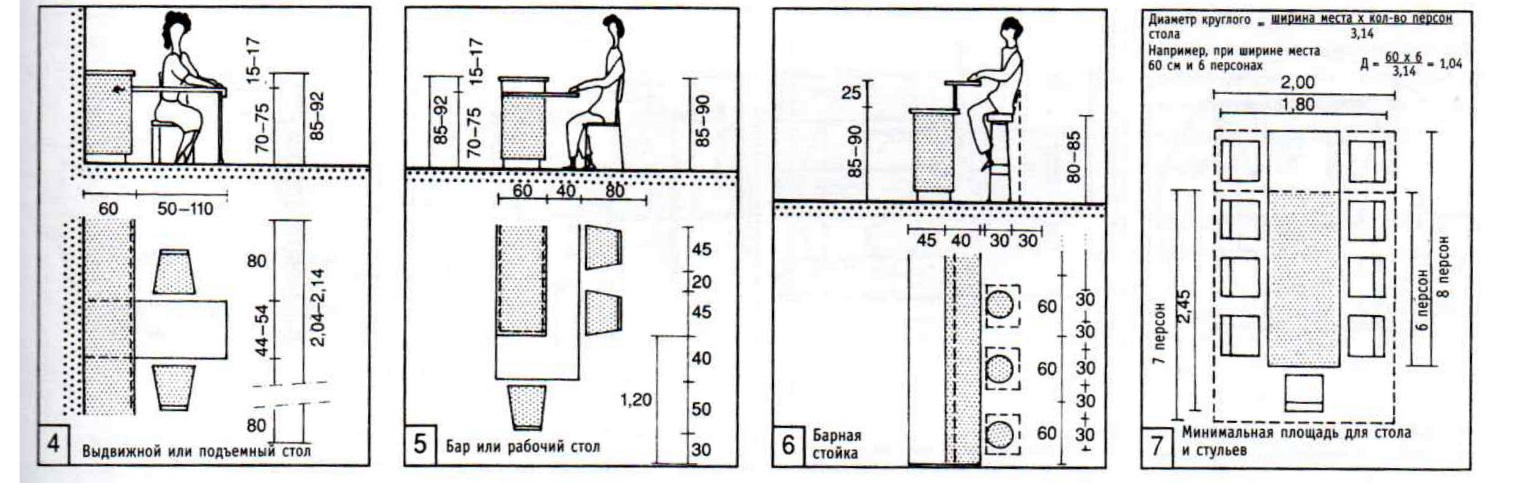 15–17
70–75
85–92
60
50–110
80
44–54
2,04–2,14
80
4
Выдвижной или подъемный стол
15–17
85–92
70–75
85–90
60 40 80
45
20
45
40
1,20
50
30
5
Бар или рабочий стол
25
85–90
80–85
45 40 30 30
60
30
30
60
30
30
60
30
30
6
Барная
стойка
Диаметр круглого = ширина места х кол-во персон
стола 3,14
Например, при ширине места
60 см и 6 персонах Д = 60 х 6 = 1,04
3,14
2,00
1,80
7 персон
2,45
6 персон
8 персон
7
Минимальная площадь для стола
и стульев